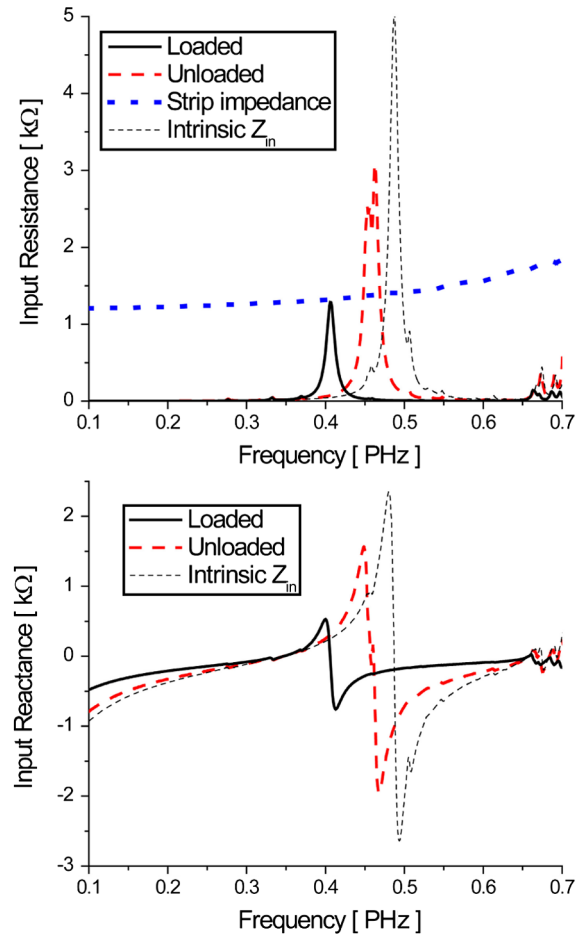 5
4
3
2
1
0
Input Resistance [ kΩ ]
Loaded
Unloaded
Strip impedance
Intrinsic Z_in
0.1 0.2 0.3 0.4 0.5 0.6 0.7
Frequency [ PHz ]
2
1
0
-1
-2
-3
Input Reactance [ kΩ ]
Loaded
Unloaded
Intrinsic Z_in
0.1 0.2 0.3 0.4 0.5 0.6 0.7
Frequency [ PHz ]